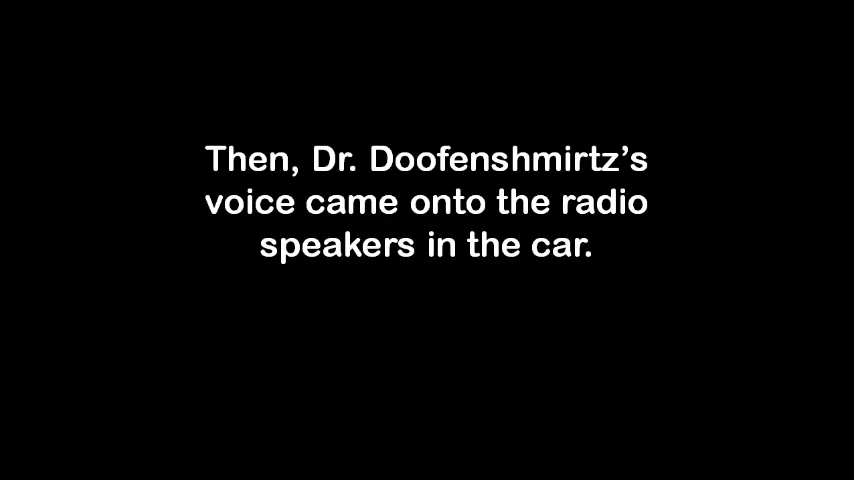 Then, Dr. Doofenshmirtz’s
voice came onto the radio
speakers in the car.